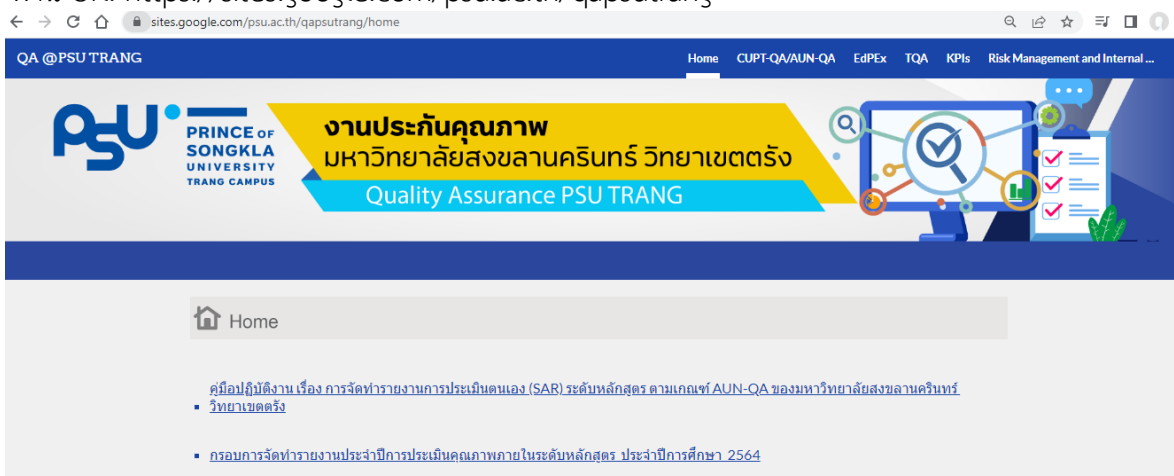 sites.google.com/psu.ac.th/qapsutrang/home
QA @PSU TRANG
Home CUPT-QA/AUN-QA EdPEx TQA KPIs Risk Management and Internal ...
PSU
PRINCE OF
SONGKLA
UNIVERSITY
TRANG CAMPUS
งานประกันคุณภาพ
มหาวิทยาลัยสงขลานครินทร์ วิทยาเขตตรัง
Quality Assurance PSU TRANG
Home
คู่มือปฏิบัติงาน เรื่อง การจัดทำรายงานการประเมินตนเอง (SAR) ระดับหลักสูตร ตามเกณฑ์ AUN-QA ของมหาวิทยาลัยสงขลานครินทร์
วิทยาเขตตรัง
กรอบการจัดทำรายงานประจำปีการประเมินคุณภาพภายในระดับหลักสูตร ประจำปีการศึกษา 2564